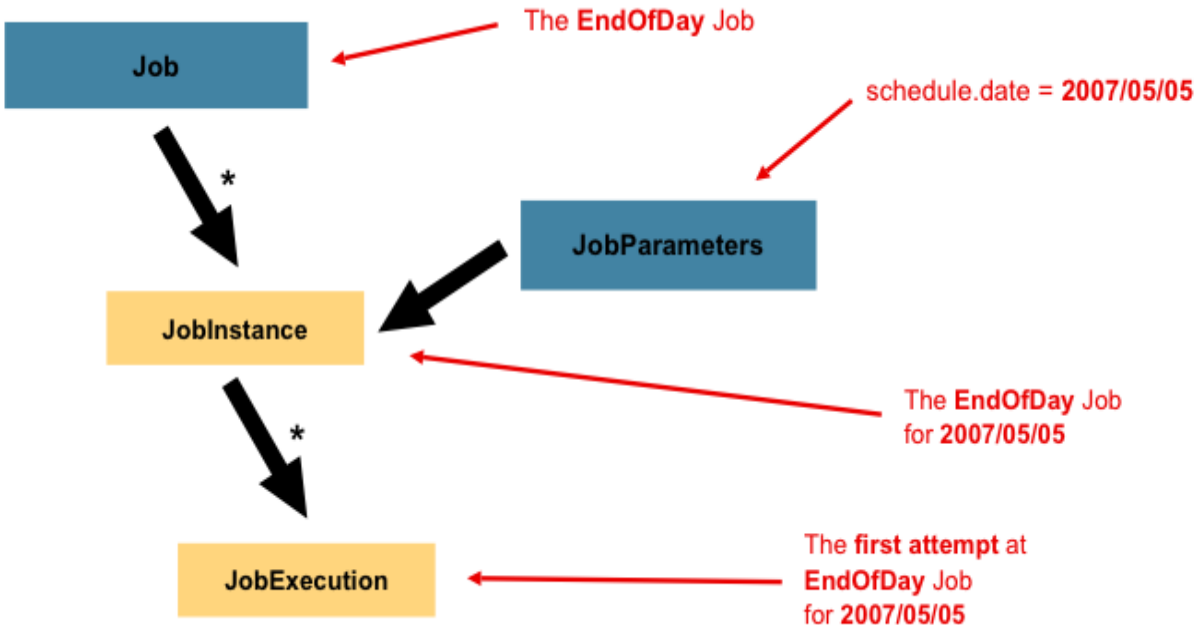 The EndOfDay Job
Job
schedule.date = 2007/05/05
*
JobParameters
JobInstance
The EndOfDay Job
for 2007/05/05
*
The first attempt at
EndOfDay Job
for 2007/05/05
JobExecution